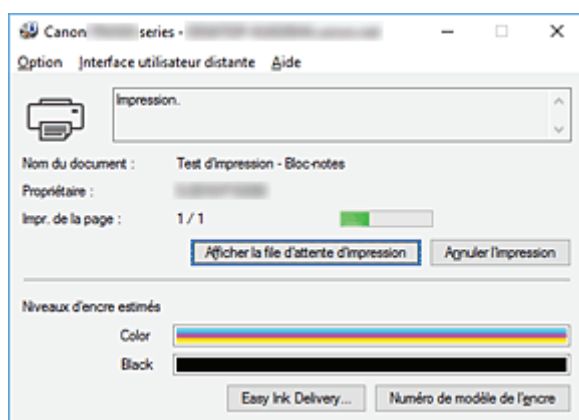 Canon series -
Option Interface utilisateur distante Aide
Impression.
Nom du document : Test d'impression - Bloc-notes
Propriétaire :
Impr. de la page : 1 / 1
Afficher la file d'attente d'impression Annuler l'impression
Niveaux d'encre estimés
Color
Black
Easy Ink Delivery... Numéro de modèle de l'encre